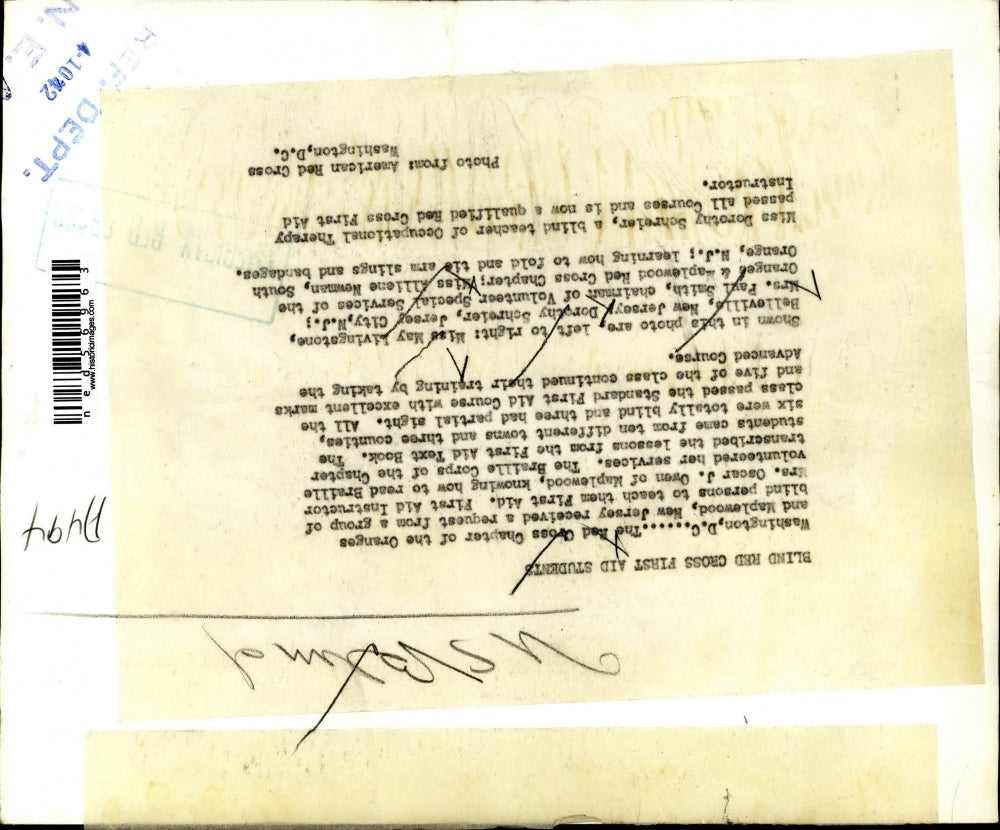 BLIND RED CROSS FIRST AID STUDENTS
Washington,D.C.......The Red Cross Chapter of the Oranges
and Maplewood, New Jersey received a request from a group of
blind persons to teach them First Aid. First Aid Instructor
Mrs. Oscar J. Owen of Maplewood, knowing how to read Braille
volunteered her services. The Braille Corps of the Chapter
transcribed the lessons from the First Aid Text Book. The
students came from ten different towns and three counties,
six were totally blind and three had partial sight. All the
class passed the Standard First Aid Course with excellent marks
and five of the class continued their training by taking the
Advanced Course.
Shown in this photo are, left to right: Miss May Livingstone,
Belleville, New Jersey; Dorothy Schreier, Jersey City,N.J.;
Mrs. Paul Smith, chairman of Volunteer Special Services of the
Oranges & Maplewood Red Cross Chapter; Miss Alliene Newman, South
Orange, N.J.; learning how to fold and tie arm slings and bandages.
Miss Dorothy Schreier, a blind teacher of Occupational Therapy
passed all Courses and is now a qualified Red Cross First Aid
Instructor.
Photo from: American Red Cross
Washington,D.C.
REF. DEPT.
4-10-42
N. E. A
AMERICAN RED CROSS
ned569663
www.historicimages.com